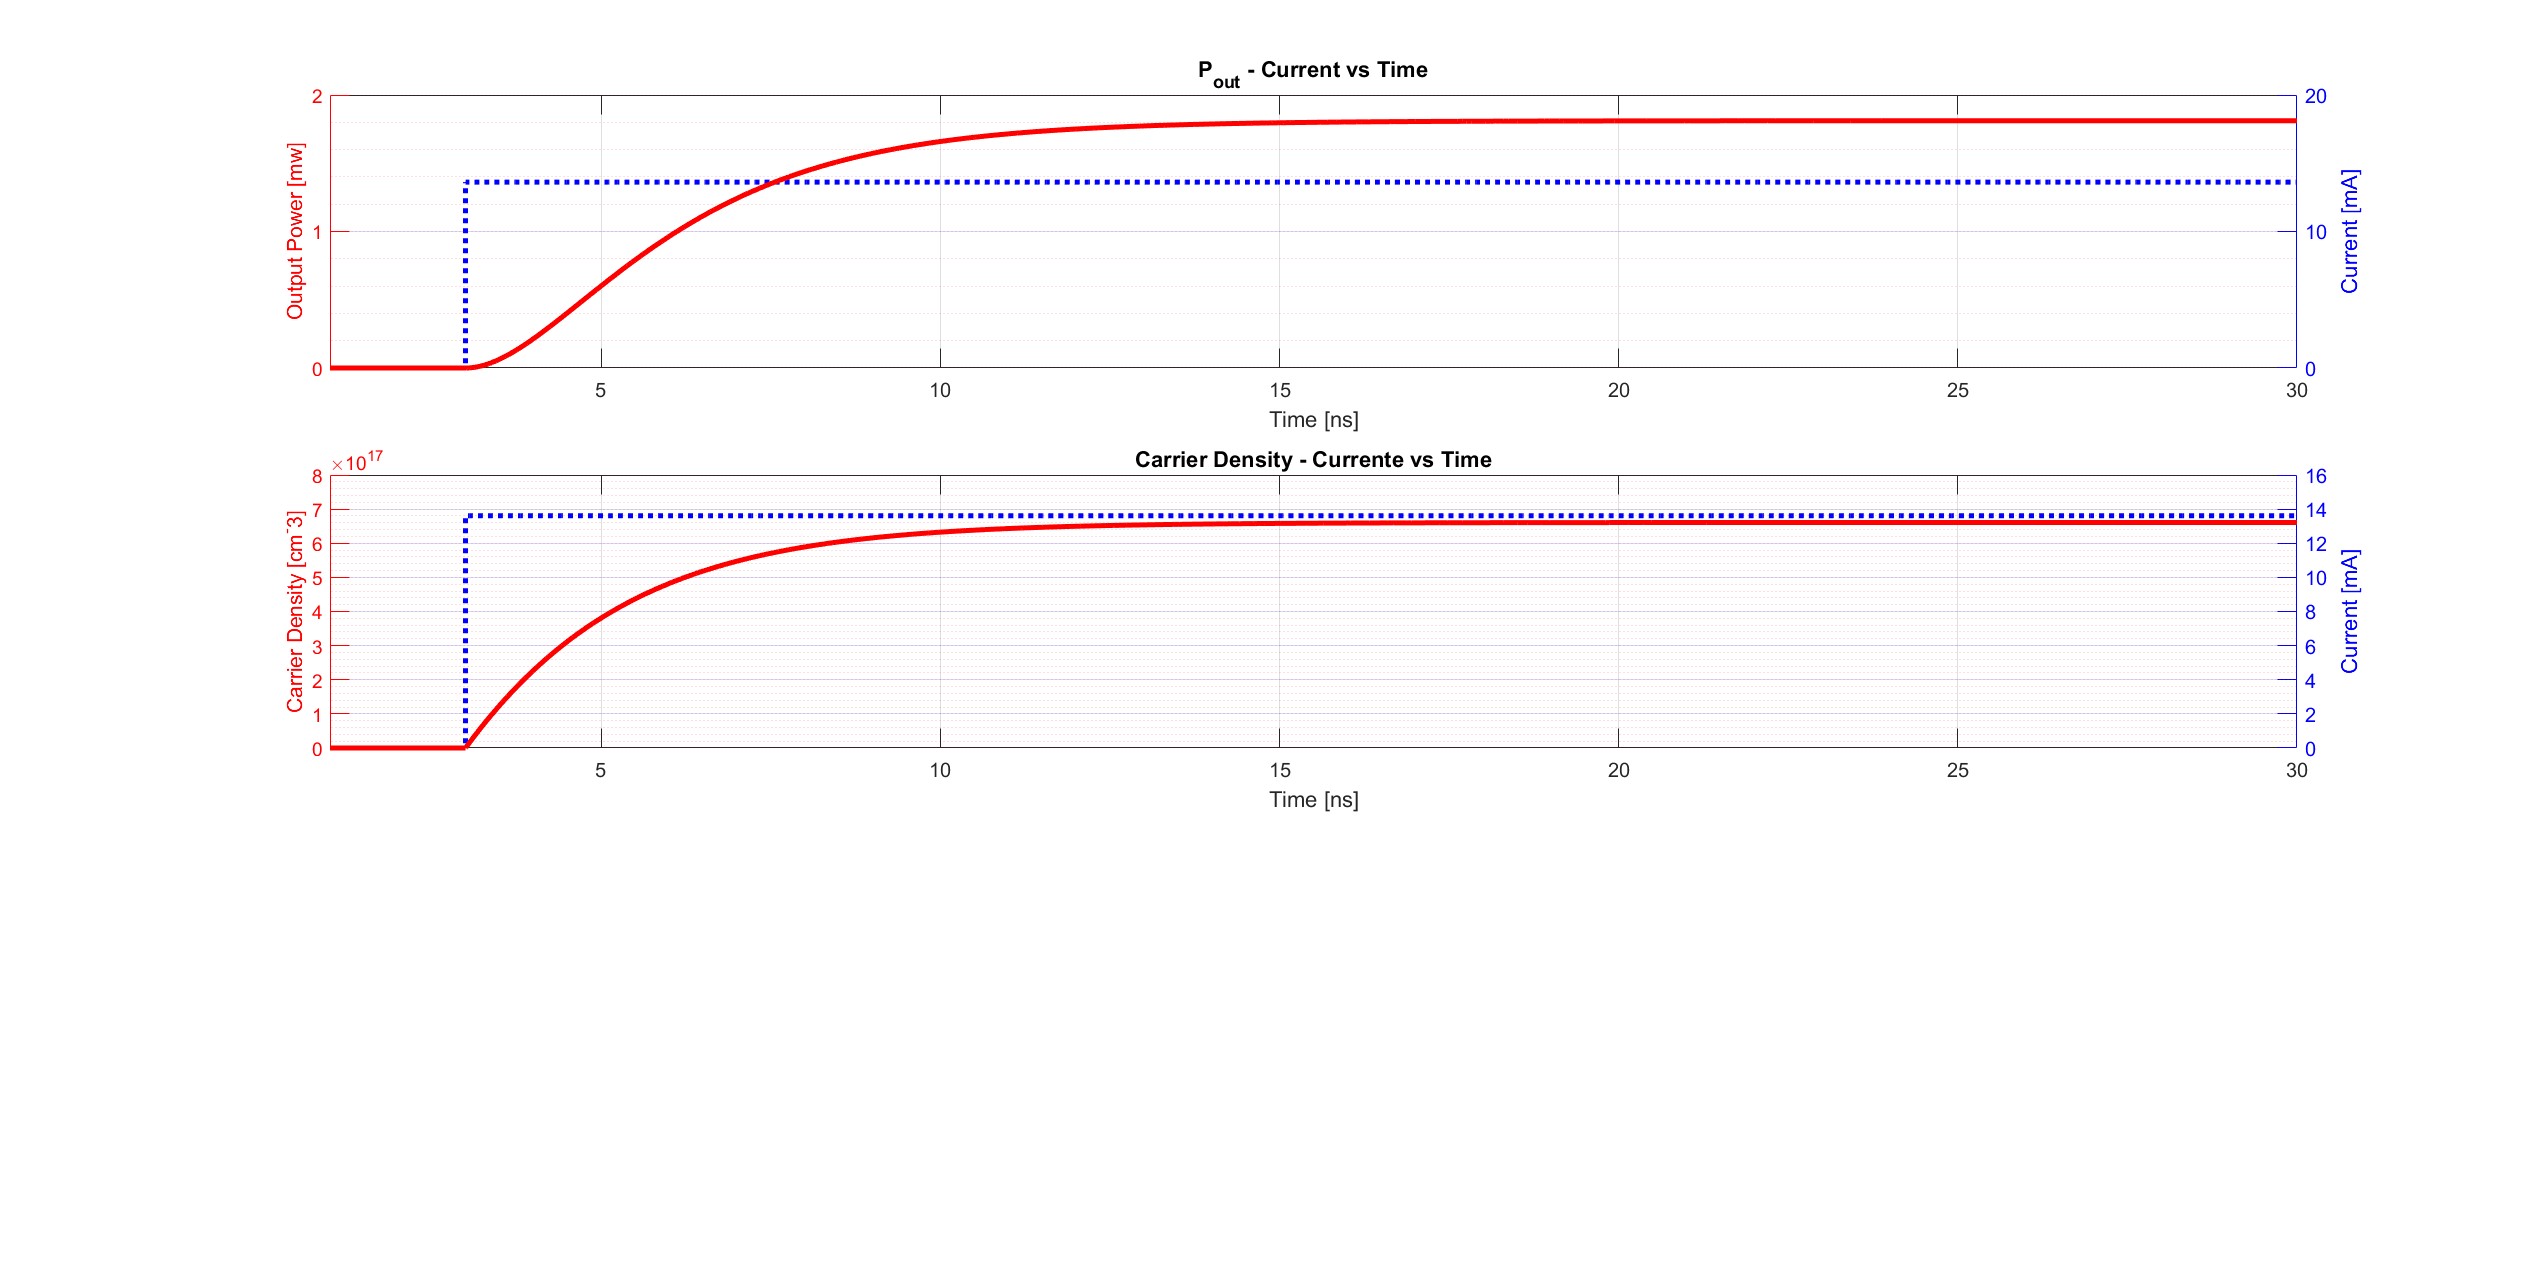 P_out - Current vs Time
2
1
0
Output Power [mw]
20
10
0
Current [mA]
5 10 15 20 25 30
Time [ns]
Carrier Density - Currente vs Time
×10^17
8
7
6
5
4
3
2
1
0
Carrier Density [cm^-3]
16
14
12
10
8
6
4
2
0
Current [mA]
5 10 15 20 25 30
Time [ns]